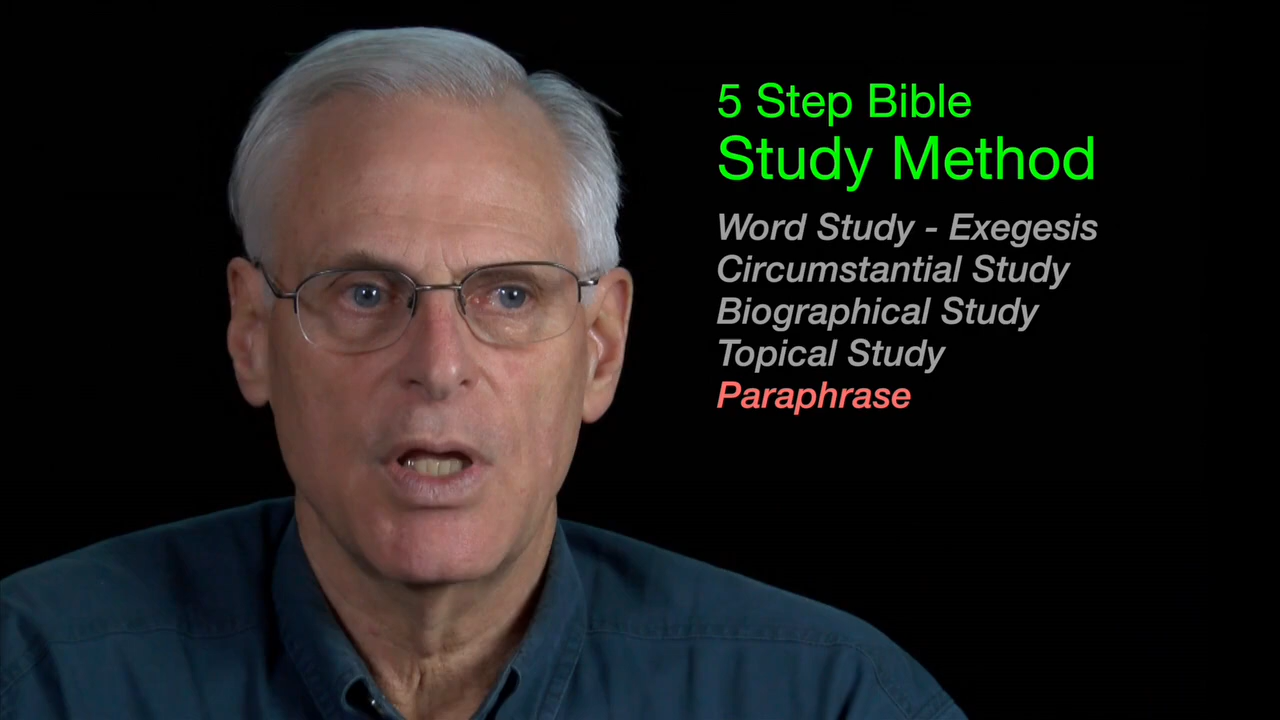 5 Step Bible
Study Method
Word Study - Exegesis
Circumstantial Study
Biographical Study
Topical Study
Paraphrase